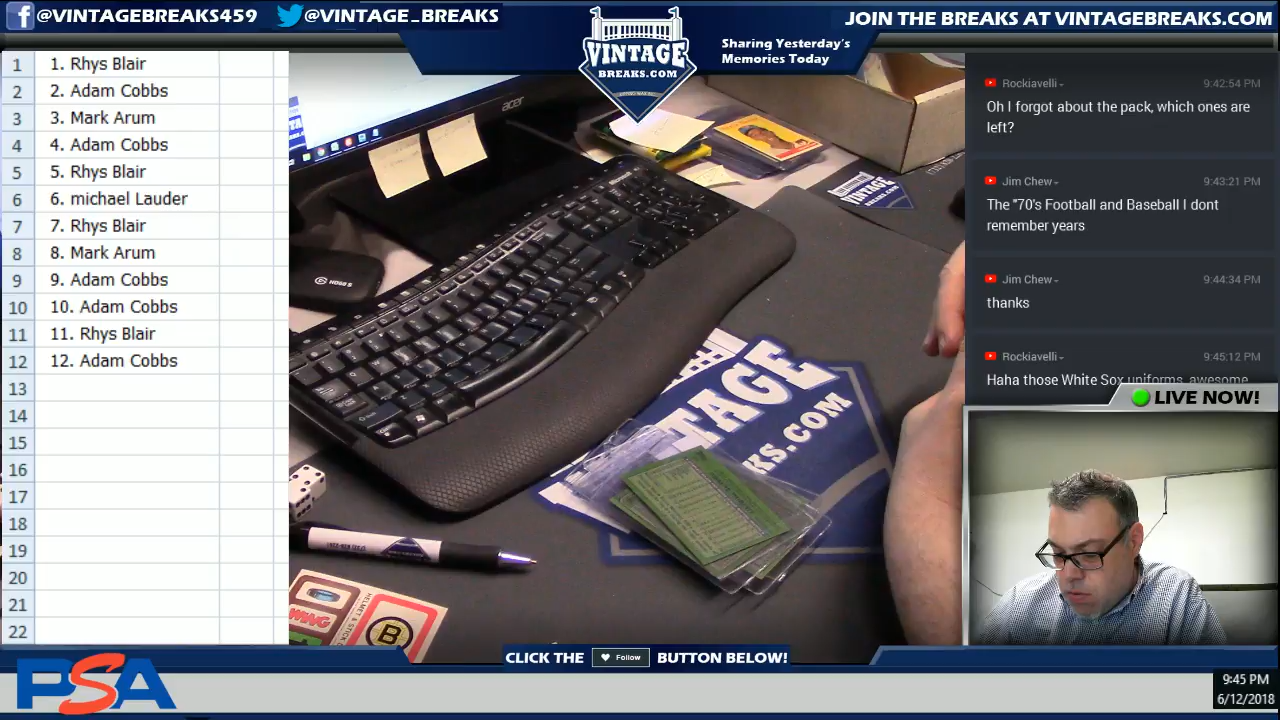 @VINTAGEBREAKS459
@VINTAGE_BREAKS
VINTAGE
BREAKS.COM
Sharing Yesterday's
Memories Today
JOIN THE BREAKS AT VINTAGEBREAKS.COM
1 1. Rhys Blair
2 2. Adam Cobbs
3 3. Mark Arum
4 4. Adam Cobbs
5 5. Rhys Blair
6 6. michael Lauder
7 7. Rhys Blair
8 8. Mark Arum
9 9. Adam Cobbs
10 10. Adam Cobbs
11 11. Rhys Blair
12 12. Adam Cobbs
13
14
15
16
17
18
19
20
21
22
acer
VINTAGE
TAGE
KS.COM
HELMET & STICK
WING
B
Rockiavelli 9:42:54 PM
Oh I forgot about the pack, which ones are
left?
Jim Chew 9:43:21 PM
The "70's Football and Baseball I dont
remember years
Jim Chew 9:44:34 PM
thanks
Rockiavelli 9:45:12 PM
Haha those White Sox uniforms, awesome
LIVE NOW!
CLICK THE Follow BUTTON BELOW!
PSA
9:45 PM
6/12/2018